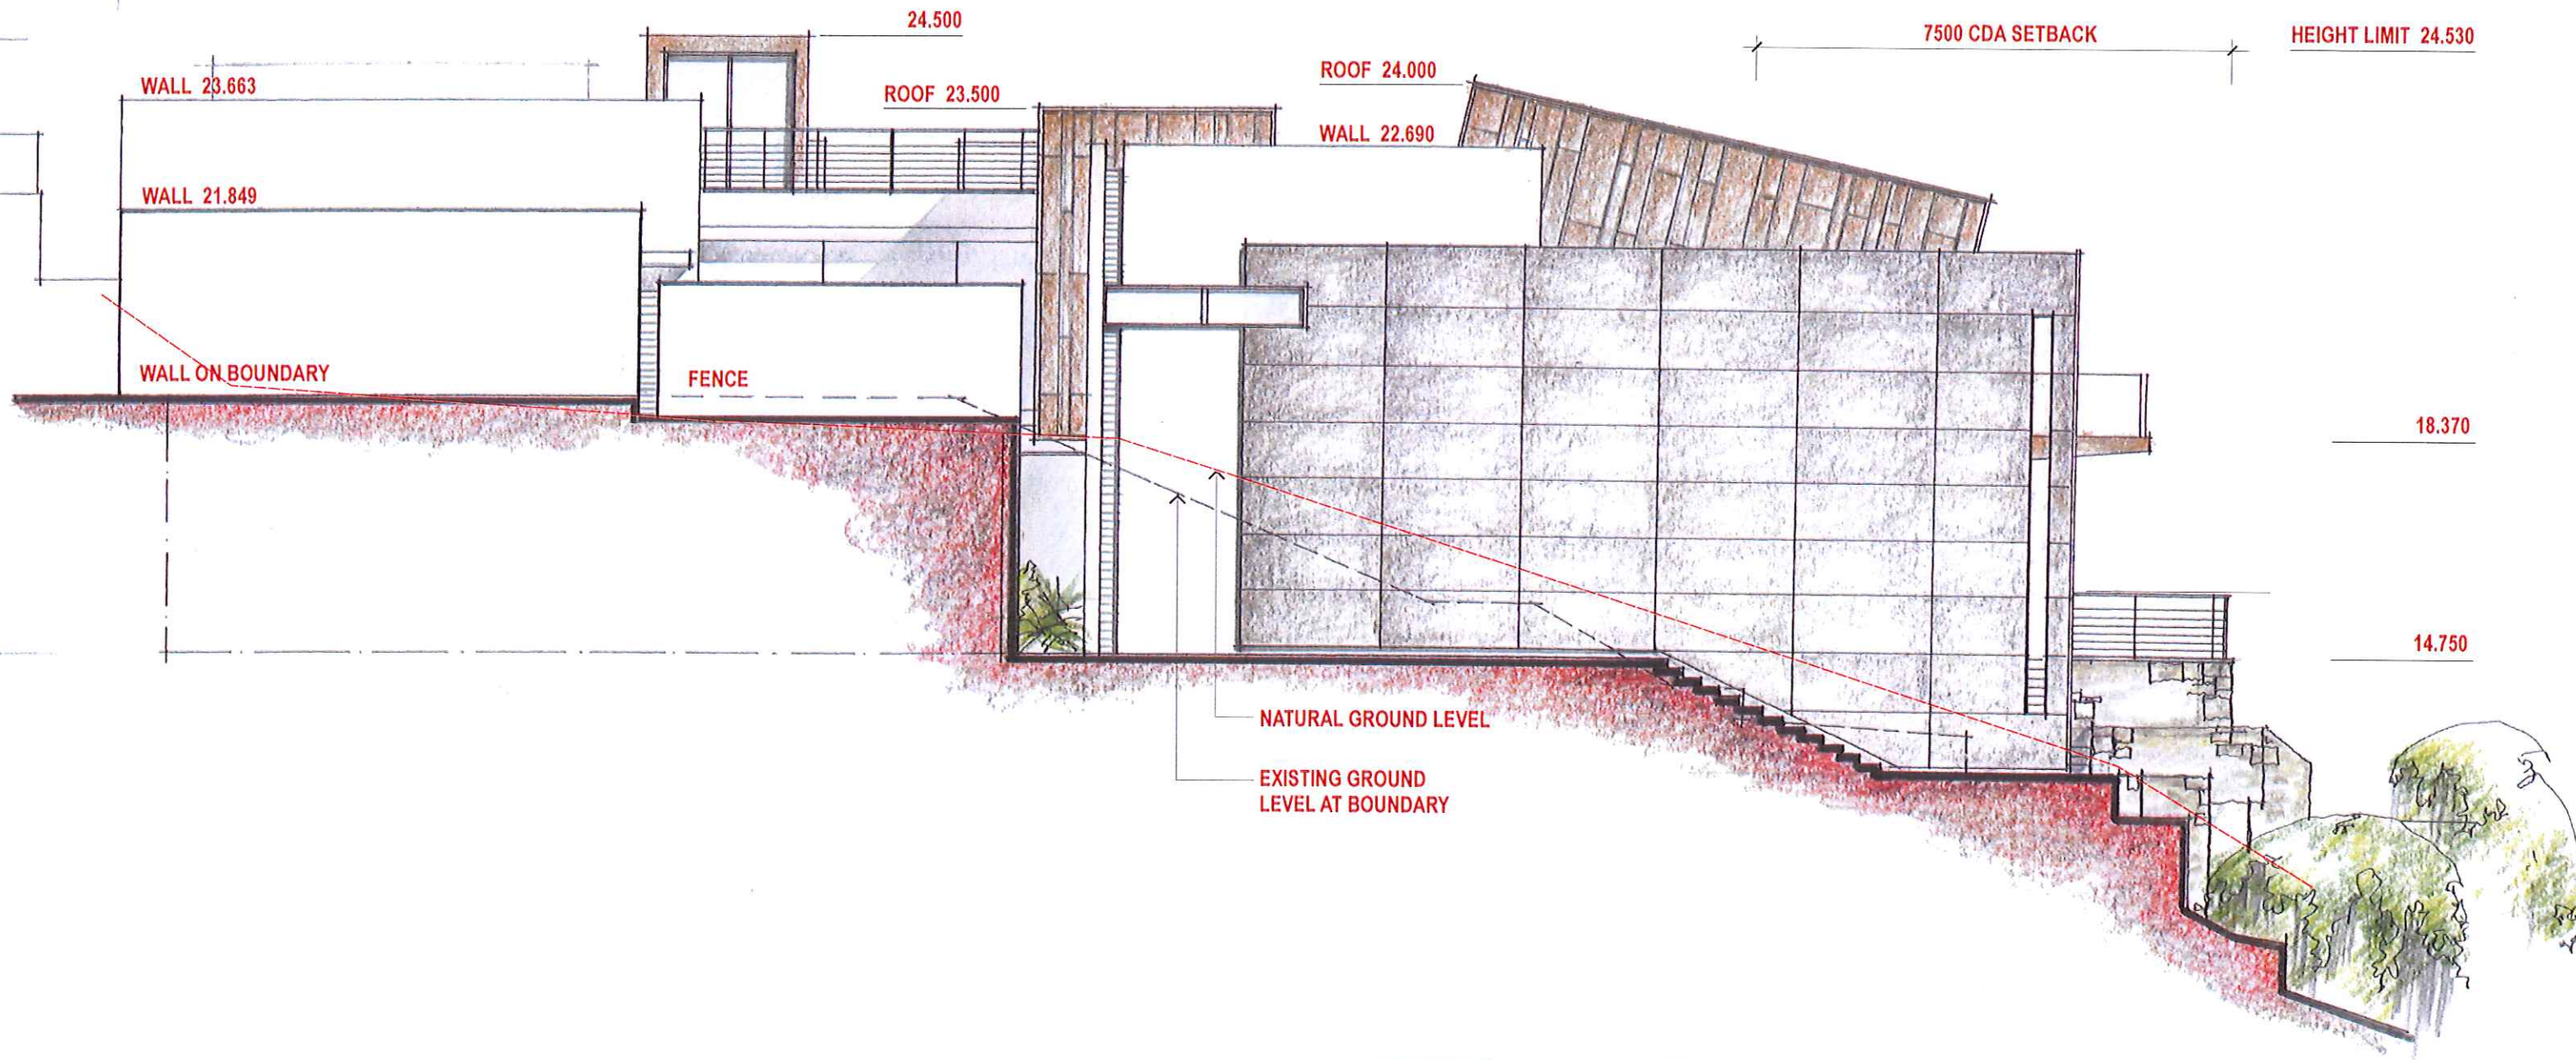 24.500
7500 CDA SETBACK
HEIGHT LIMIT 24.530
WALL 23.663
ROOF 23.500
ROOF 24.000
WALL 22.690
WALL 21.849
WALL ON BOUNDARY
FENCE
18.370
14.750
NATURAL GROUND LEVEL
EXISTING GROUND
LEVEL AT BOUNDARY